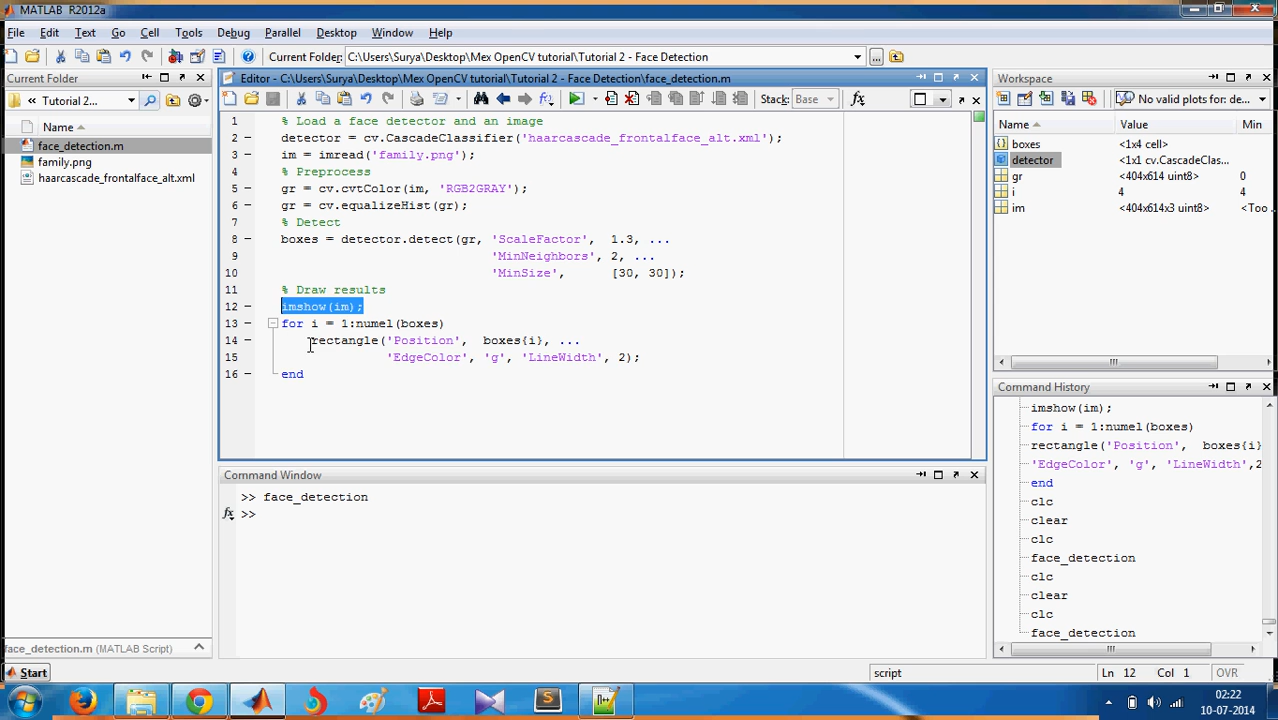 MATLAB R2012a
File Edit Text Go Cell Tools Debug Parallel Desktop Window Help
Current Folder: C:\Users\Surya\Desktop\Mex OpenCV tutorial\Tutorial 2 - Face Detection
Current Folder
« Tutorial 2...
Name
face_detection.m
family.png
haarcascade_frontalface_alt.xml
face_detection.m (MATLAB Script)
Editor - C:\Users\Surya\Desktop\Mex OpenCV tutorial\Tutorial 2 - Face Detection\face_detection.m
Stack: Base
1 % Load a face detector and an image
2 - detector = cv.CascadeClassifier('haarcascade_frontalface_alt.xml');
3 - im = imread('family.png');
4 % Preprocess
5 - gr = cv.cvtColor(im, 'RGB2GRAY');
6 - gr = cv.equalizeHist(gr);
7 % Detect
8 - boxes = detector.detect(gr, 'ScaleFactor', 1.3, ...
9 - 'MinNeighbors', 2, ...
10 - 'MinSize', [30, 30]);
11 % Draw results
12 - imshow(im);
13 - for i = 1:numel(boxes)
14 - rectangle('Position', boxes{i}, ...
15 - 'EdgeColor', 'g', 'LineWidth', 2);
16 - end
Command Window
>> face_detection
fx >>
Workspace
No valid plots for: de...
Name Value Min
boxes <1x4 cell>
detector <1x1 cv.CascadeClas...
gr <404x614 uint8> 0
i 4 4
im <404x614x3 uint8> <Too ..
Command History
imshow(im);
for i = 1:numel(boxes)
rectangle('Position', boxes{i}
'EdgeColor', 'g', 'LineWidth',2
end
clc
clear
clc
face_detection
clc
clear
clc
face_detection
Start
script
Ln 12 Col 1 OVR
02:22
10-07-2014